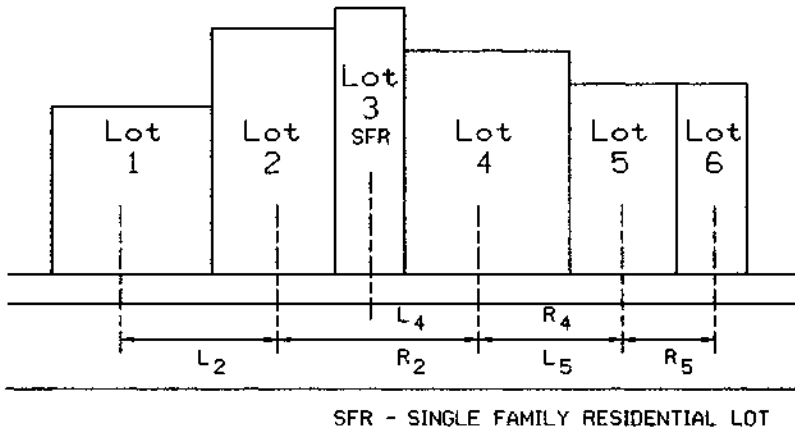 Lot 1
Lot 2
Lot 3 SFR
Lot 4
Lot 5
Lot 6
L4 R4
L2 R2 L5 R5
SFR - SINGLE FAMILY RESIDENTIAL LOT